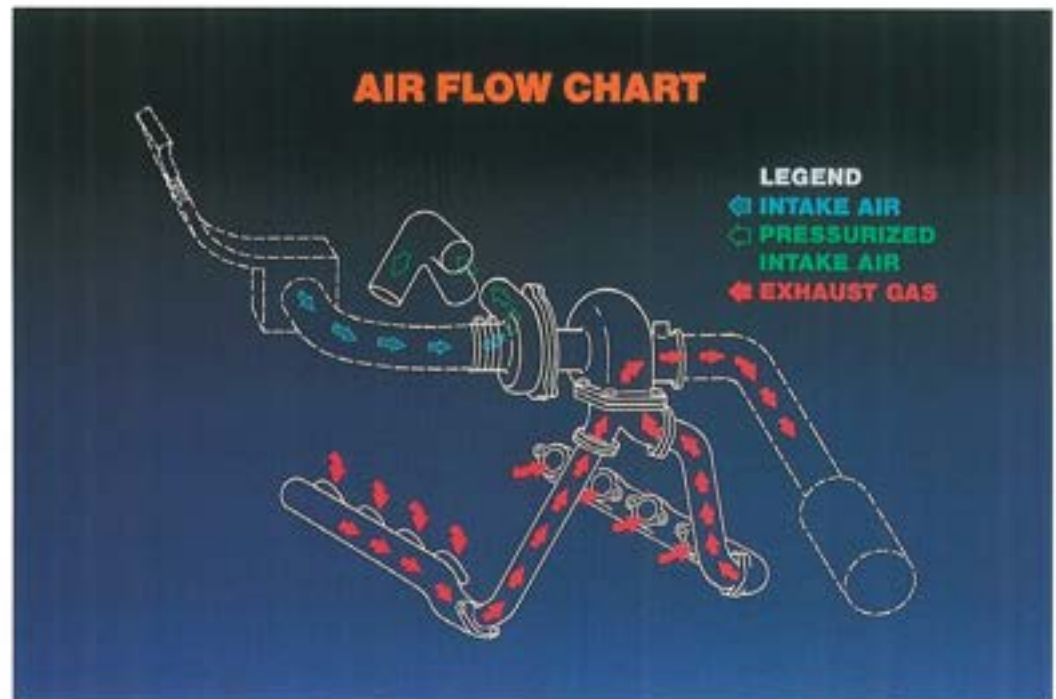 AIR FLOW CHART
LEGEND
INTAKE AIR
PRESSURIZED
INTAKE AIR
EXHAUST GAS